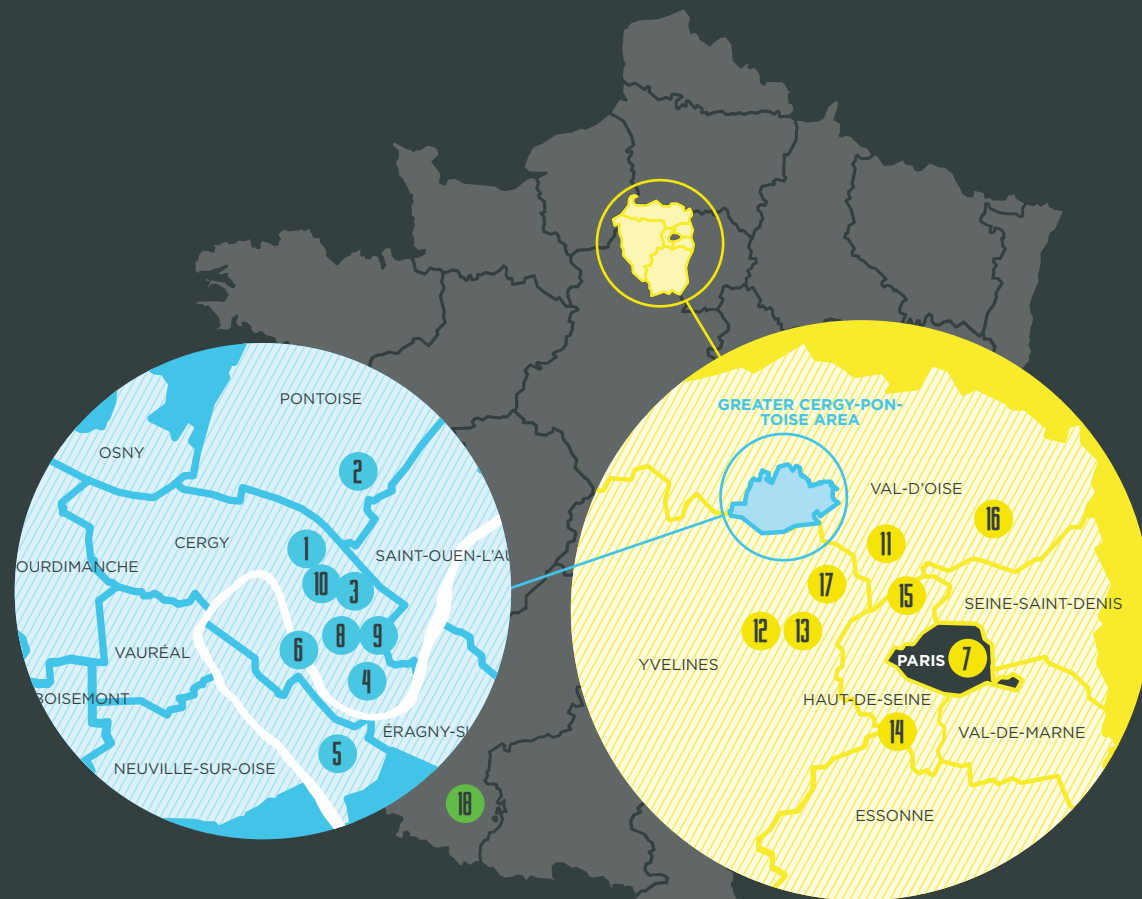 PONTOISE
OSNY
2
CERGY
1
SAINT-OUEN-L'AU
OURDIMANCHE
10
3
VAURÉAL
6
8
9
4
BOISEMONT
ÉRAGNY-SU
5
NEUVILLE-SUR-OISE
18
GREATER CERGY-PON-
TOISE AREA
VAL-D'OISE
16
11
17
15
SEINE-SAINT-DENIS
12
13
YVELINES
PARIS
7
HAUT-DE-SEINE
14
VAL-DE-MARNE
ESSONNE